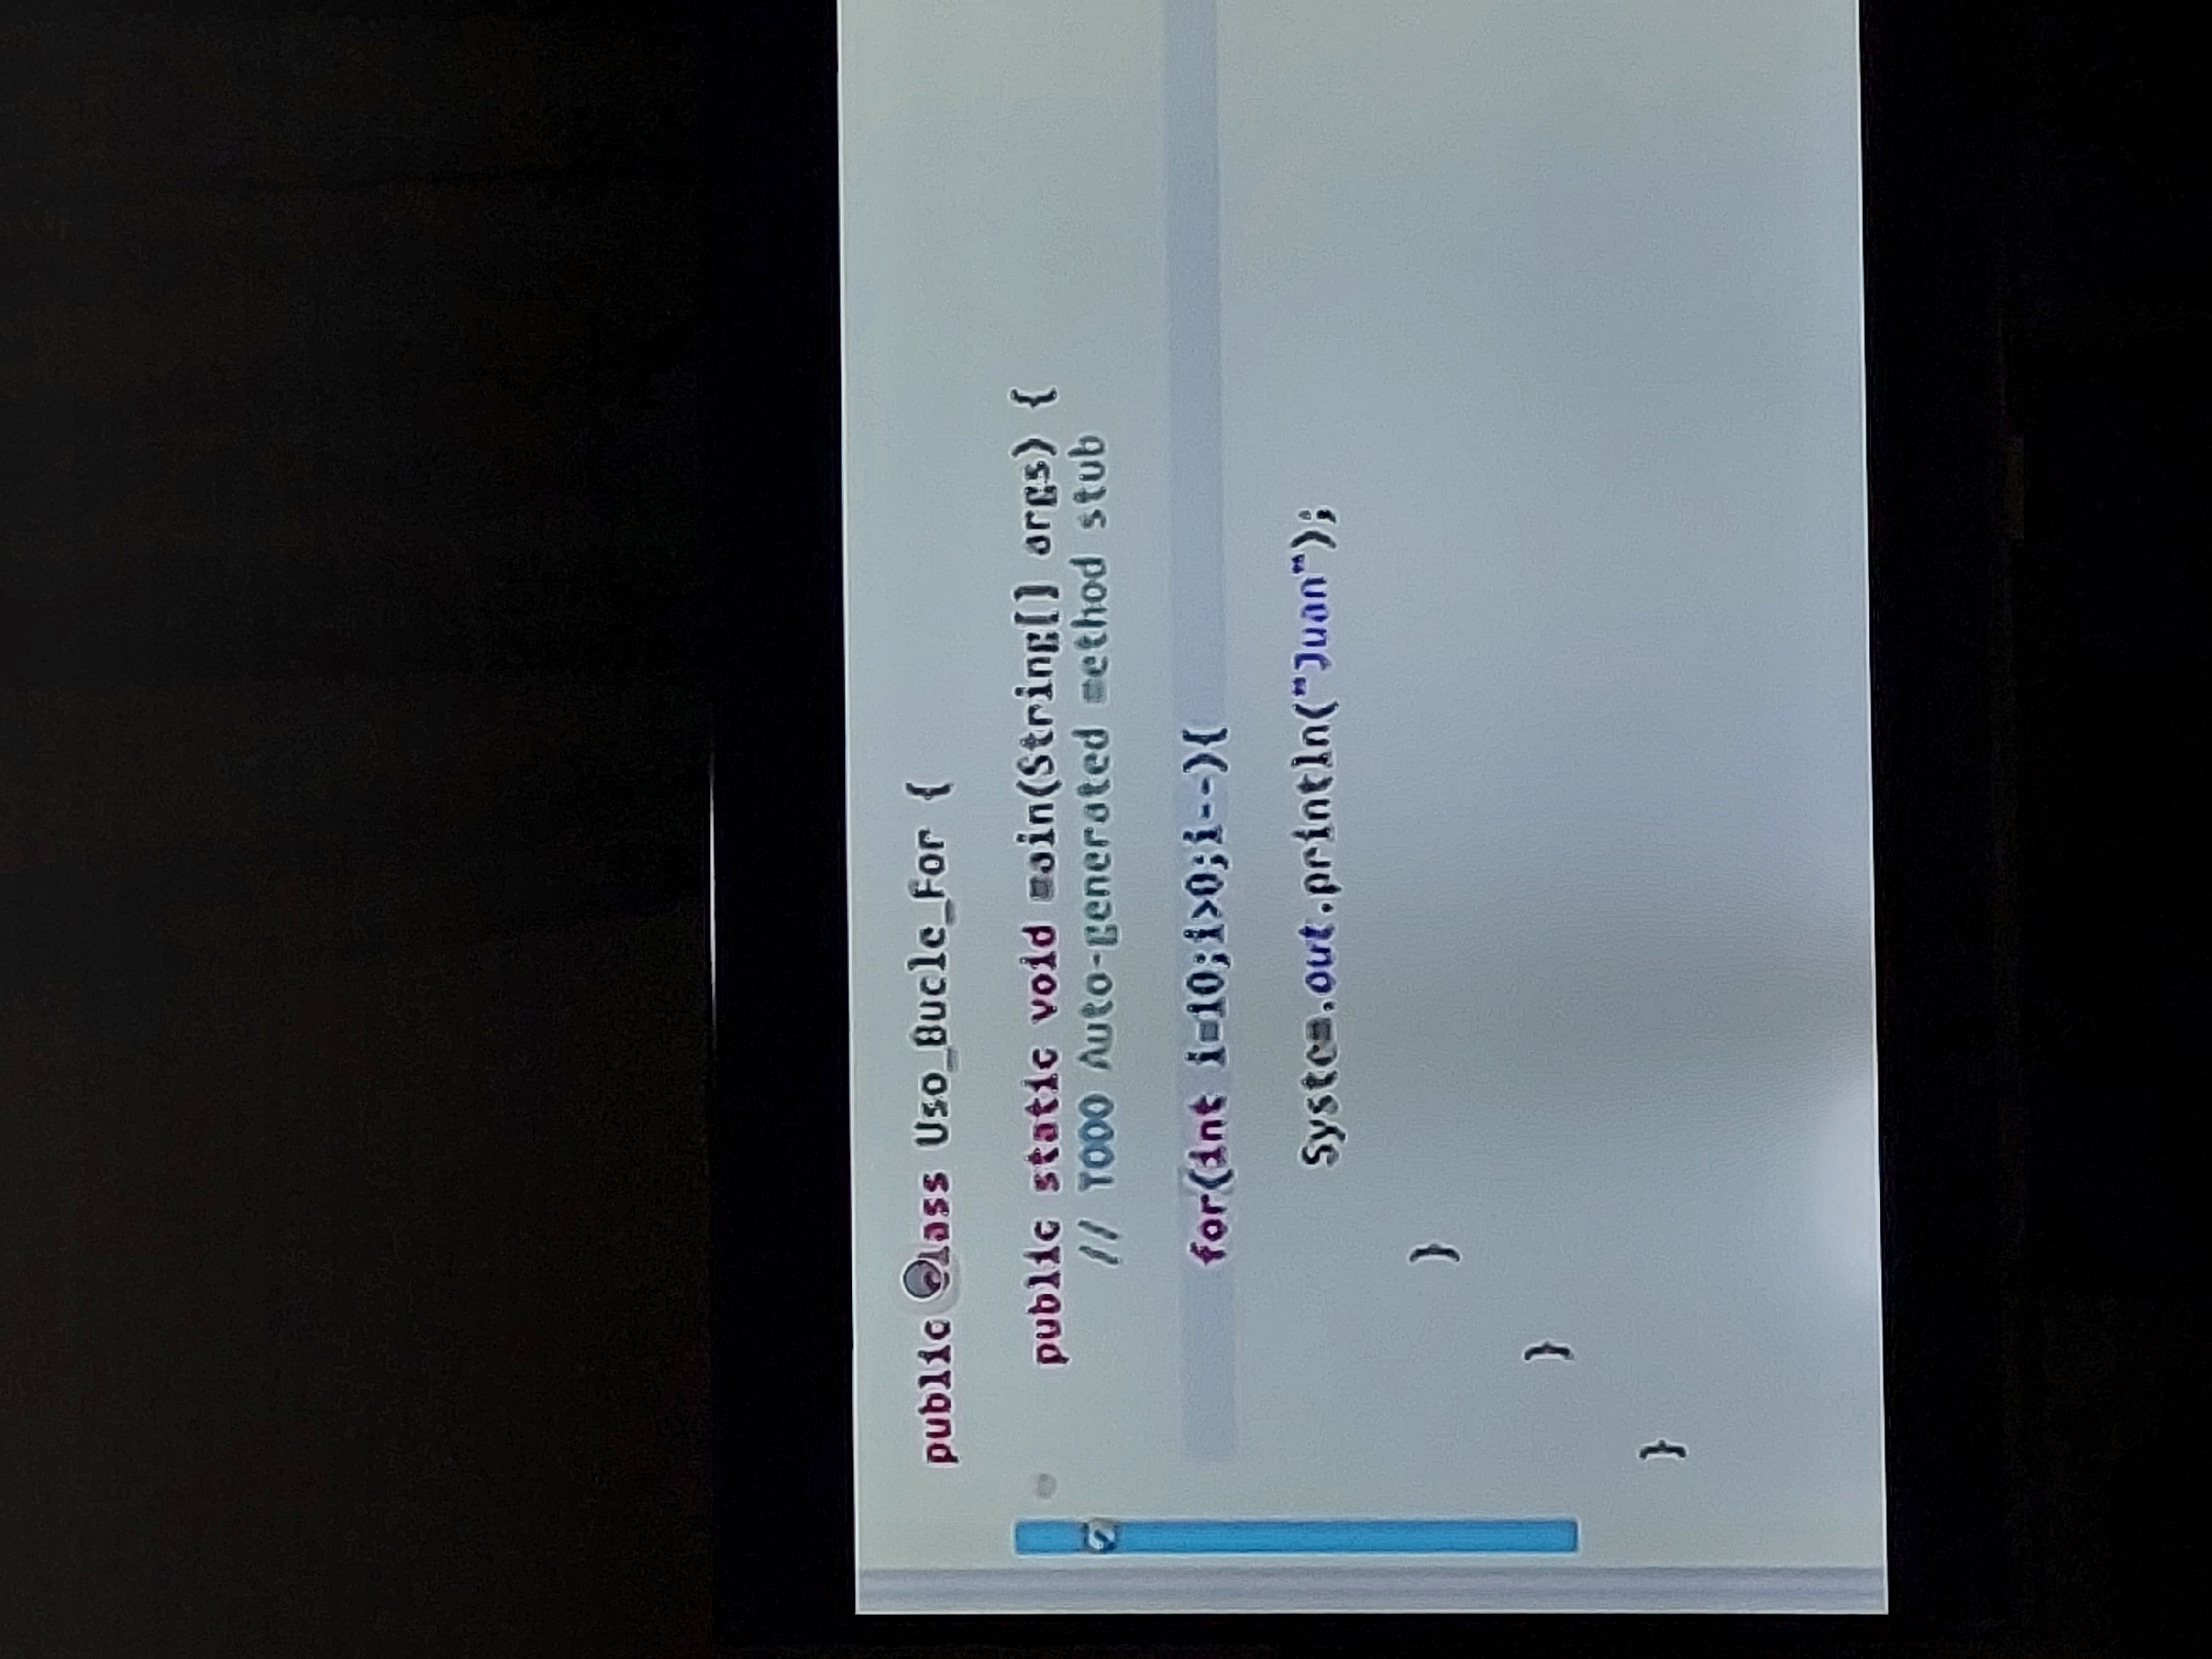 public class Uso_Bucle_For {
public static void main(String[] args) {
// TODO Auto-generated method stub
for(int i=10;i>0;i--){
System.out.println("Juan");
}
}
}